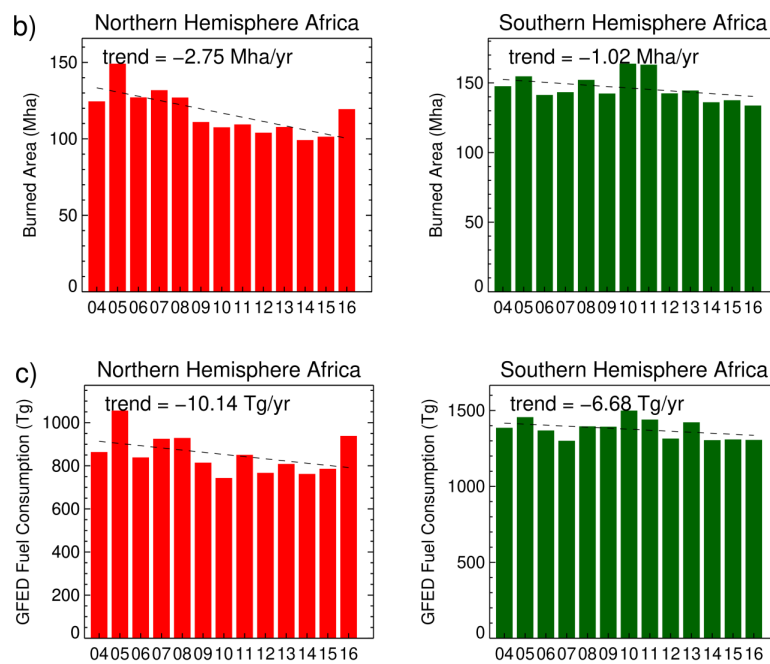 b)
Northern Hemisphere Africa
trend = −2.75 Mha/yr
Burned Area (Mha)
150
100
50
0
04 05 06 07 08 09 10 11 12 13 14 15 16
Southern Hemisphere Africa
trend = −1.02 Mha/yr
Burned Area (Mha)
150
100
50
0
04 05 06 07 08 09 10 11 12 13 14 15 16
c)
Northern Hemisphere Africa
trend = −10.14 Tg/yr
GFED Fuel Consumption (Tg)
1000
800
600
400
200
0
04 05 06 07 08 09 10 11 12 13 14 15 16
Southern Hemisphere Africa
trend = −6.68 Tg/yr
GFED Fuel Consumption (Tg)
1500
1000
500
0
04 05 06 07 08 09 10 11 12 13 14 15 16